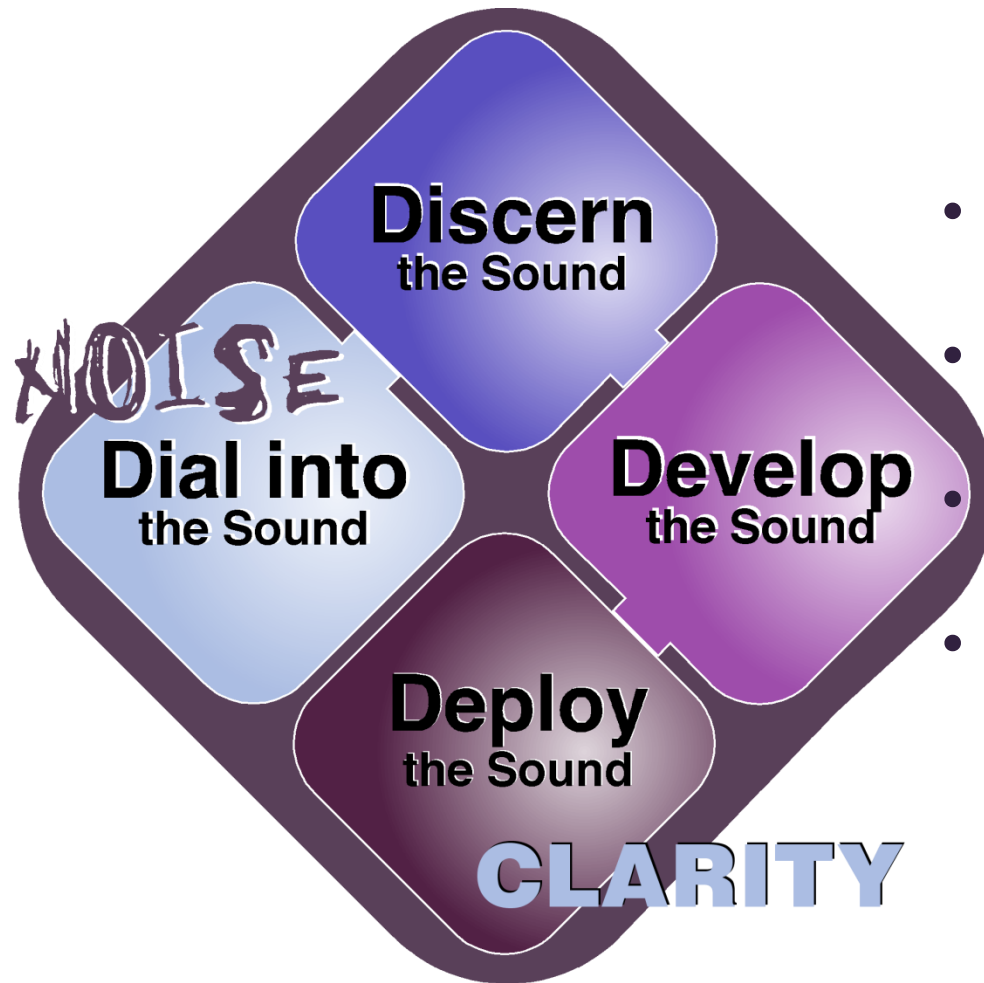 Discern
the Sound
NOISE
Dial into
the Sound
Develop
the Sound
Deploy
the Sound
CLARITY